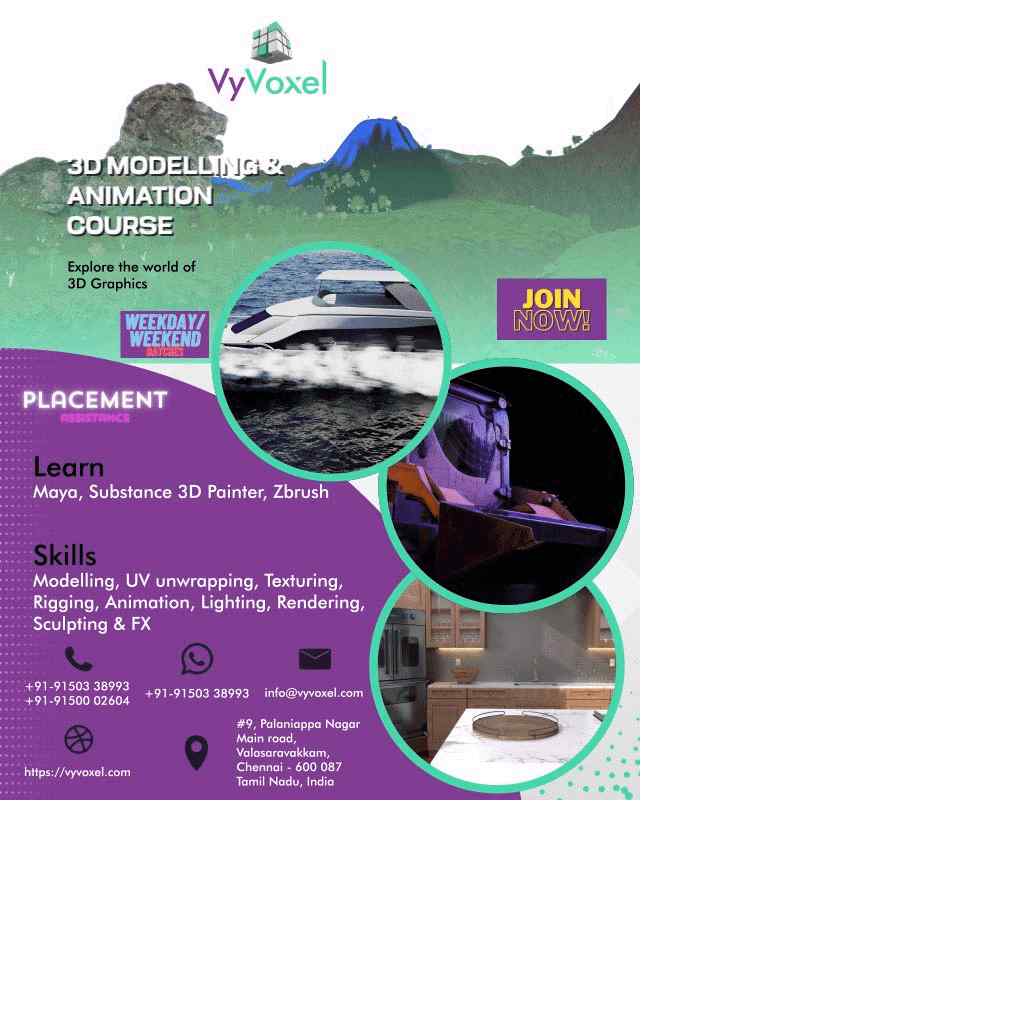 VyVoxel
3D MODELLING &
ANIMATION
COURSE
Explore the world of
3D Graphics
JOIN
NOW!
WEEKDAY/
WEEKEND
BATCHES
PLACEMENT
ASSISTANCE
Learn
Maya, Substance 3D Painter, Zbrush
Skills
Modelling, UV unwrapping, Texturing,
Rigging, Animation, Lighting, Rendering,
Sculpting & FX
+91-91503 38993
+91-91500 02604
+91-91503 38993
info@vyvoxel.com
https://vyvoxel.com
#9, Palaniappa Nagar
Main road,
Valasaravakkam,
Chennai - 600 087
Tamil Nadu, India